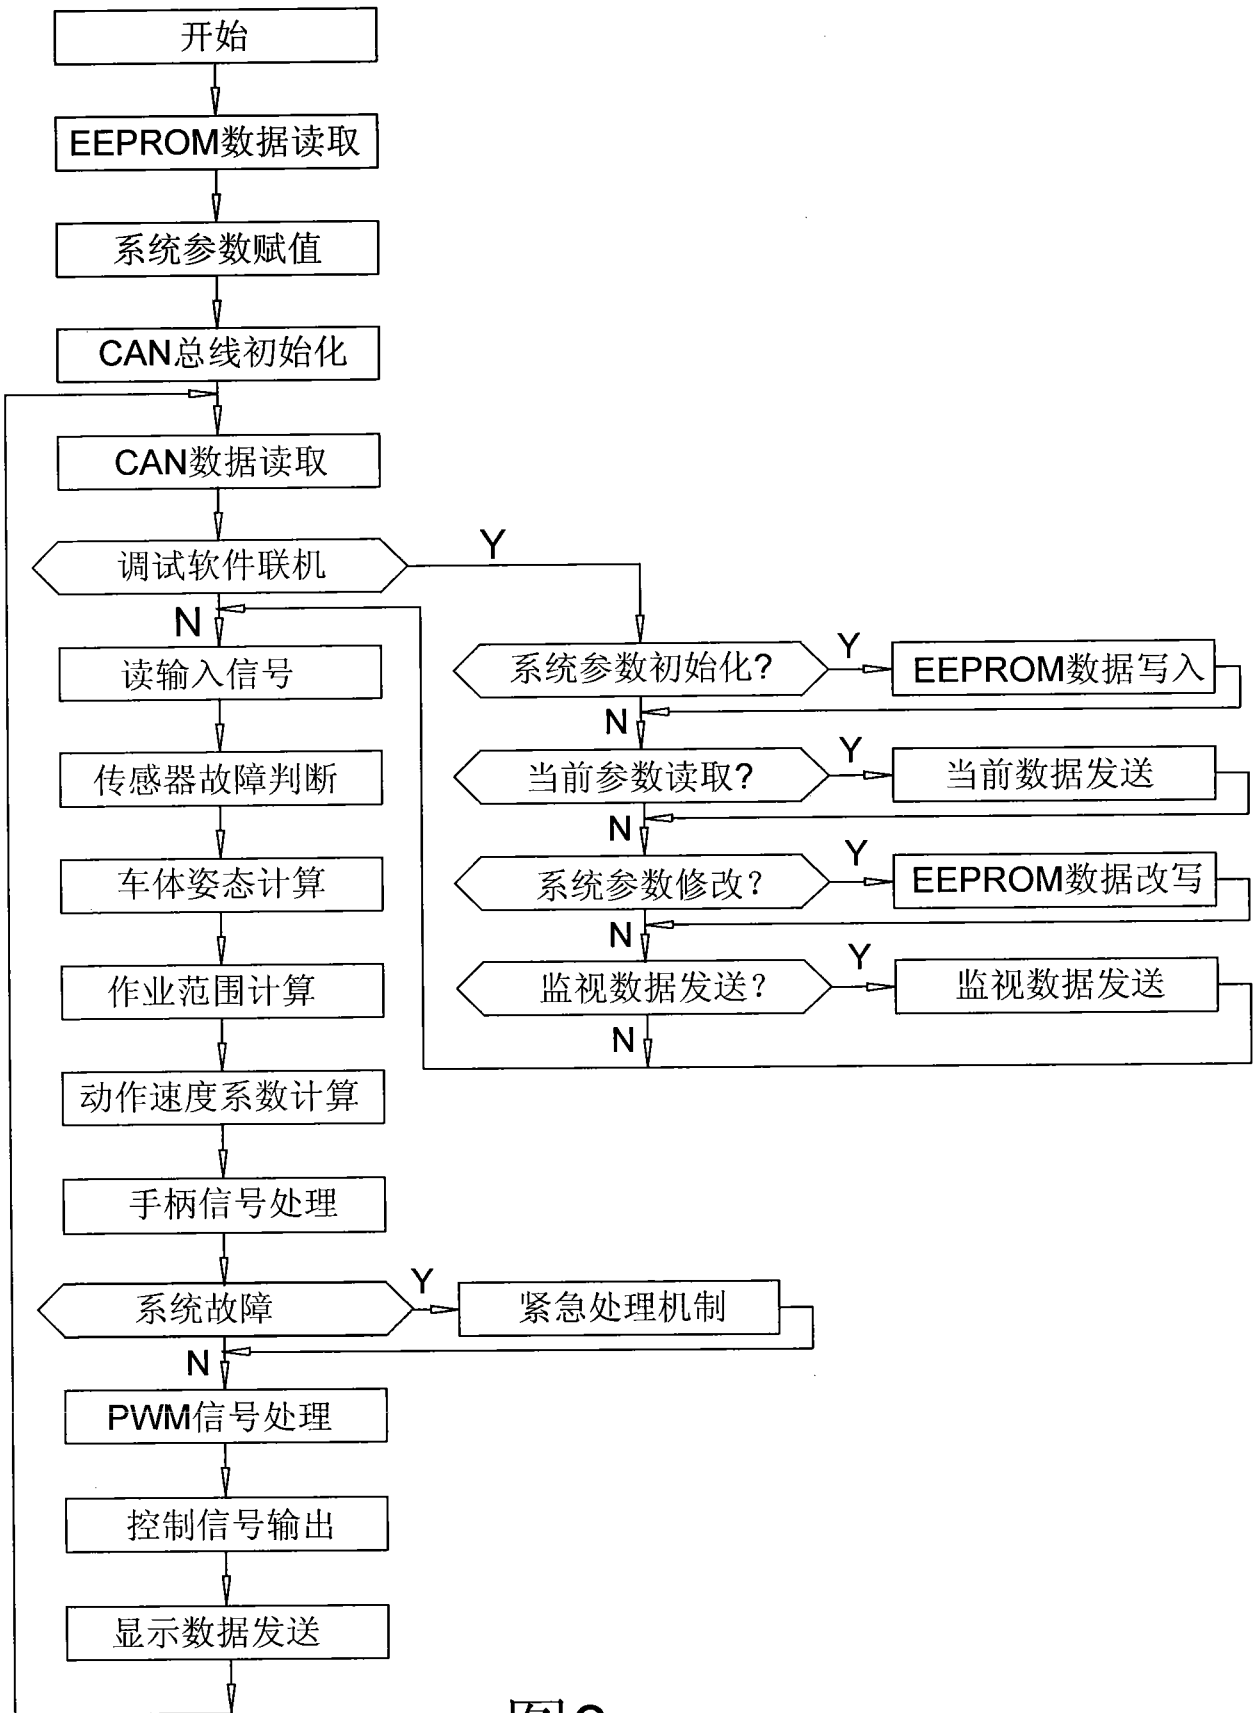 开始
EEPROM数据读取
系统参数赋值
CAN总线初始化
CAN数据读取
调试软件联机
Y
N
读输入信号
系统参数初始化?
Y
EEPROM数据写入
N
传感器故障判断
当前参数读取?
Y
当前数据发送
N
车体姿态计算
系统参数修改?
Y
EEPROM数据改写
N
作业范围计算
监视数据发送?
Y
监视数据发送
N
动作速度系数计算
手柄信号处理
系统故障
Y
紧急处理机制
N
PWM信号处理
控制信号输出
显示数据发送
图